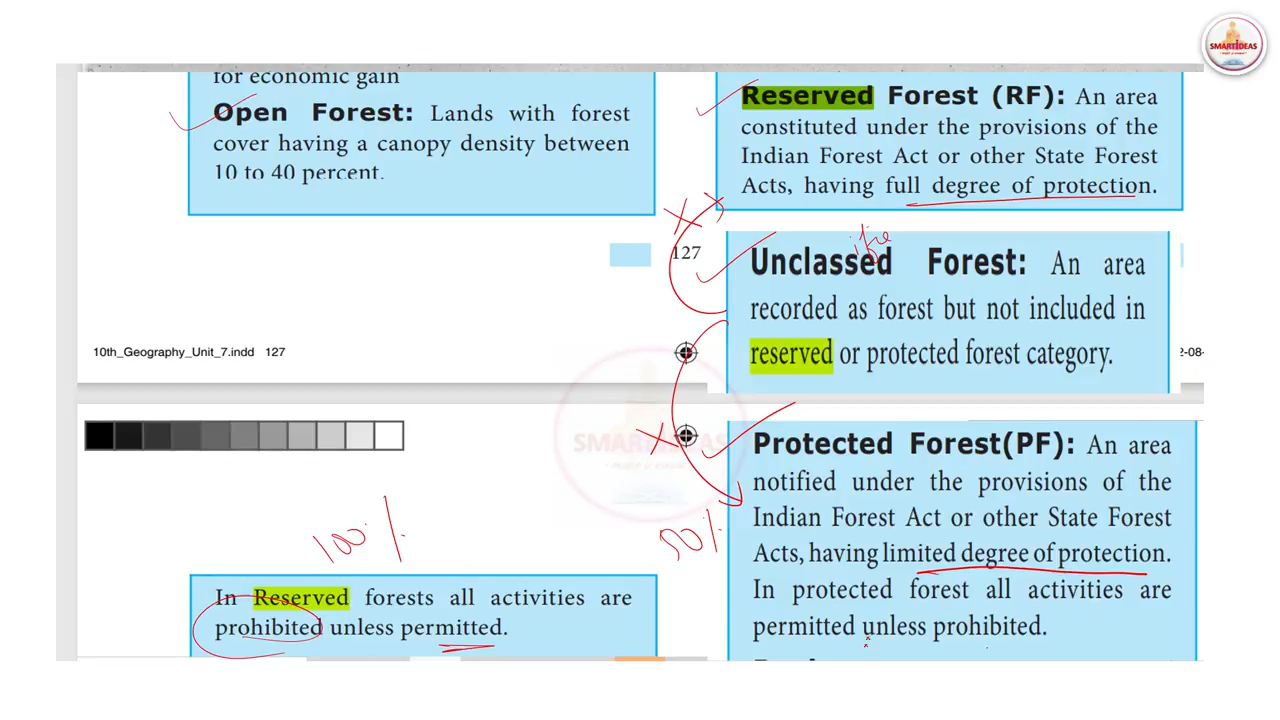 SMARTIDEAS
for economic gain
Open Forest: Lands with forest
cover having a canopy density between
10 to 40 percent.
Reserved Forest (RF): An area
constituted under the provisions of the
Indian Forest Act or other State Forest
Acts, having full degree of protection.
127
Unclassed Forest: An area
recorded as forest but not included in
reserved or protected forest category.
10th_Geography_Unit_7.indd 127
2-08-
SMARTIDEAS
Protected Forest(PF): An area
notified under the provisions of the
Indian Forest Act or other State Forest
Acts, having limited degree of protection.
In protected forest all activities are
permitted unless prohibited.
100%
50%
In Reserved forests all activities are
prohibited unless permitted.